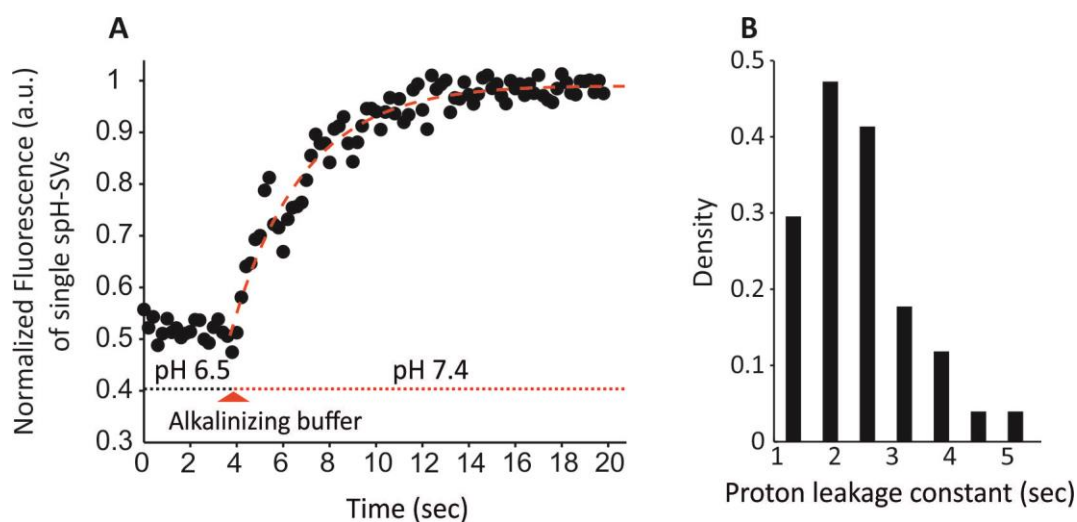 A
Normalized Fluorescence (a.u.)
of single spH-SVs
1
0.9
0.8
0.7
0.6
0.5
0.4
0.3
pH 6.5
pH 7.4
Alkalinizing buffer
0 2 4 6 8 10 12 14 16 18 20
Time (sec)
B
Density
0.5
0.4
0.3
0.2
0.1
0
1 2 3 4 5
Proton leakage constant (sec)